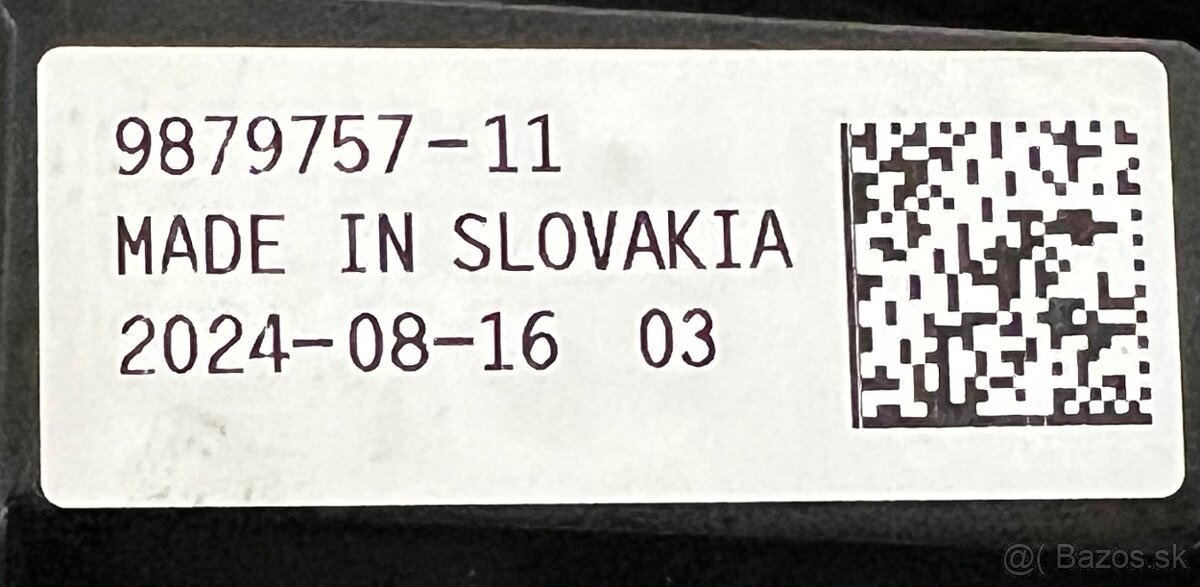 9879757-11
MADE IN SLOVAKIA
2024-08-16 03
@( Bazos.sk